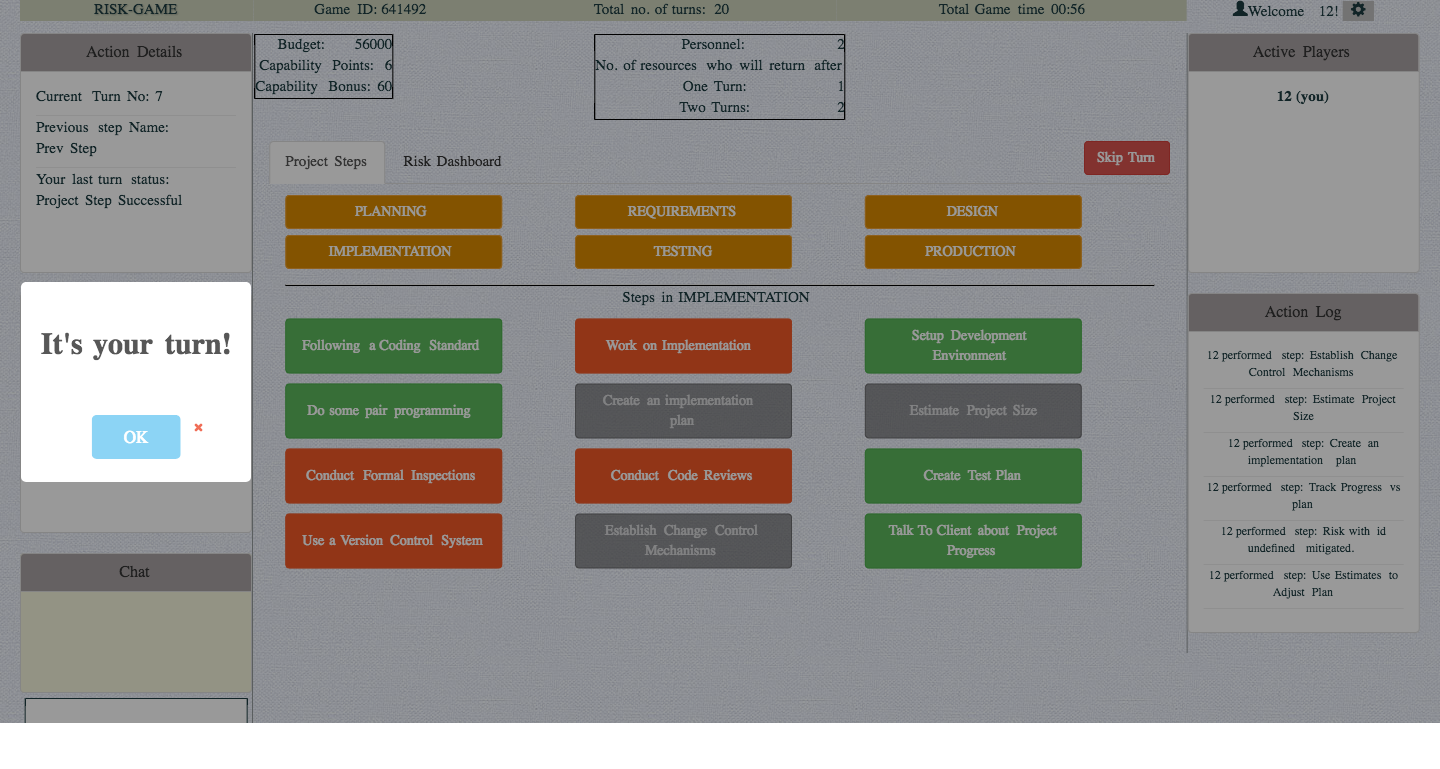 RISK-GAME
Game ID: 641492
Total no. of turns: 20
Total Game time 00:56
Welcome 12!
Action Details
Current Turn No: 7
Previous step Name:
Prev Step
Your last turn status:
Project Step Successful
It's your turn!
OK
Chat
Budget: 56000
Capability Points: 6
Capability Bonus: 60
Personnel: 2
No. of resources who will return after
One Turn: 1
Two Turns: 2
Project Steps
Risk Dashboard
Skip Turn
PLANNING
REQUIREMENTS
DESIGN
IMPLEMENTATION
TESTING
PRODUCTION
Steps in IMPLEMENTATION
Following a Coding Standard
Work on Implementation
Setup Development
Environment
Do some pair programming
Create an implementation
plan
Estimate Project Size
Conduct Formal Inspections
Conduct Code Reviews
Create Test Plan
Use a Version Control System
Establish Change Control
Mechanisms
Talk To Client about Project
Progress
Active Players
12 (you)
Action Log
12 performed step: Establish Change
Control Mechanisms
12 performed step: Estimate Project
Size
12 performed step: Create an
implementation plan
12 performed step: Track Progress vs
plan
12 performed step: Risk with id
undefined mitigated.
12 performed step: Use Estimates to
Adjust Plan